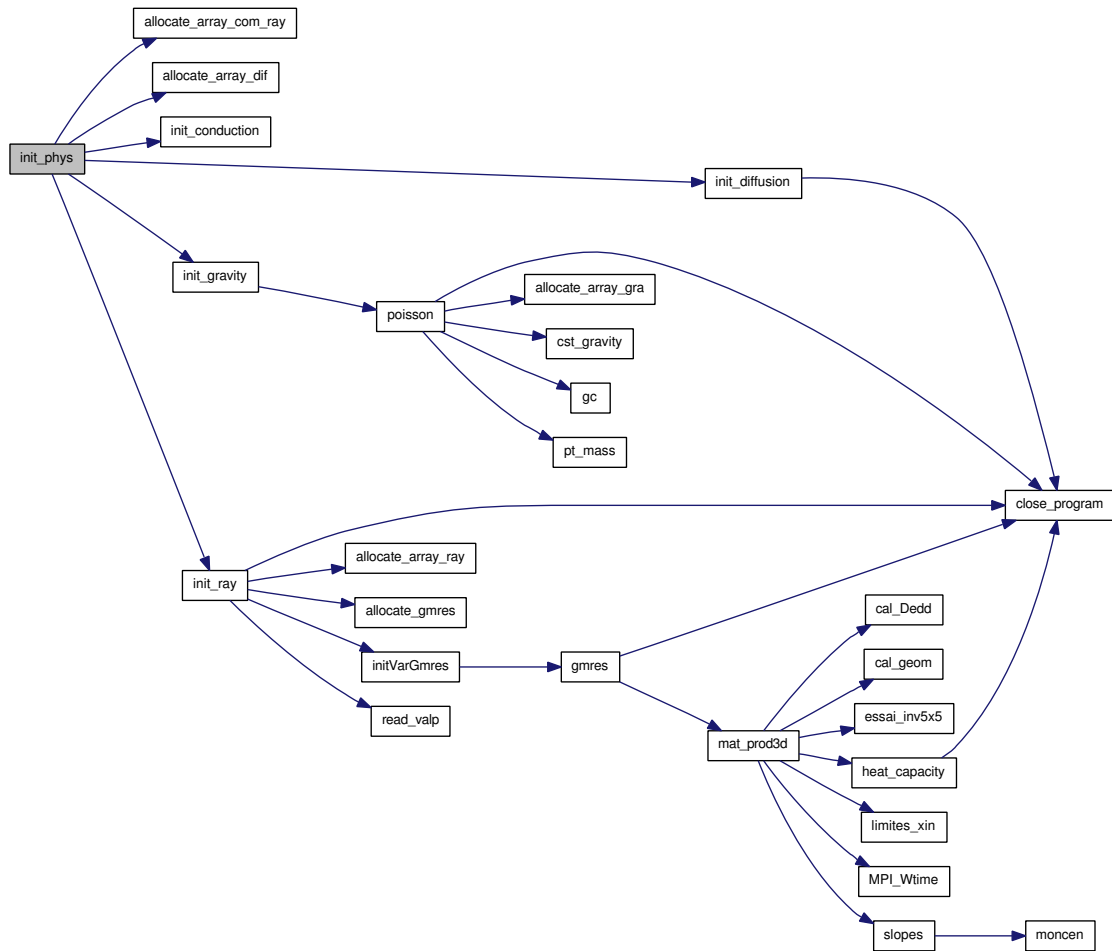 allocate_array_com_ray
allocate_array_dif
init_conduction
init_phys
init_diffusion
init_gravity
allocate_array_gra
poisson
cst_gravity
gc
pt_mass
close_program
allocate_array_ray
init_ray
allocate_gmres
cal_Dedd
initVarGmres
gmres
cal_geom
read_valp
essai_inv5x5
mat_prod3d
heat_capacity
limites_xin
MPI_Wtime
slopes
moncen